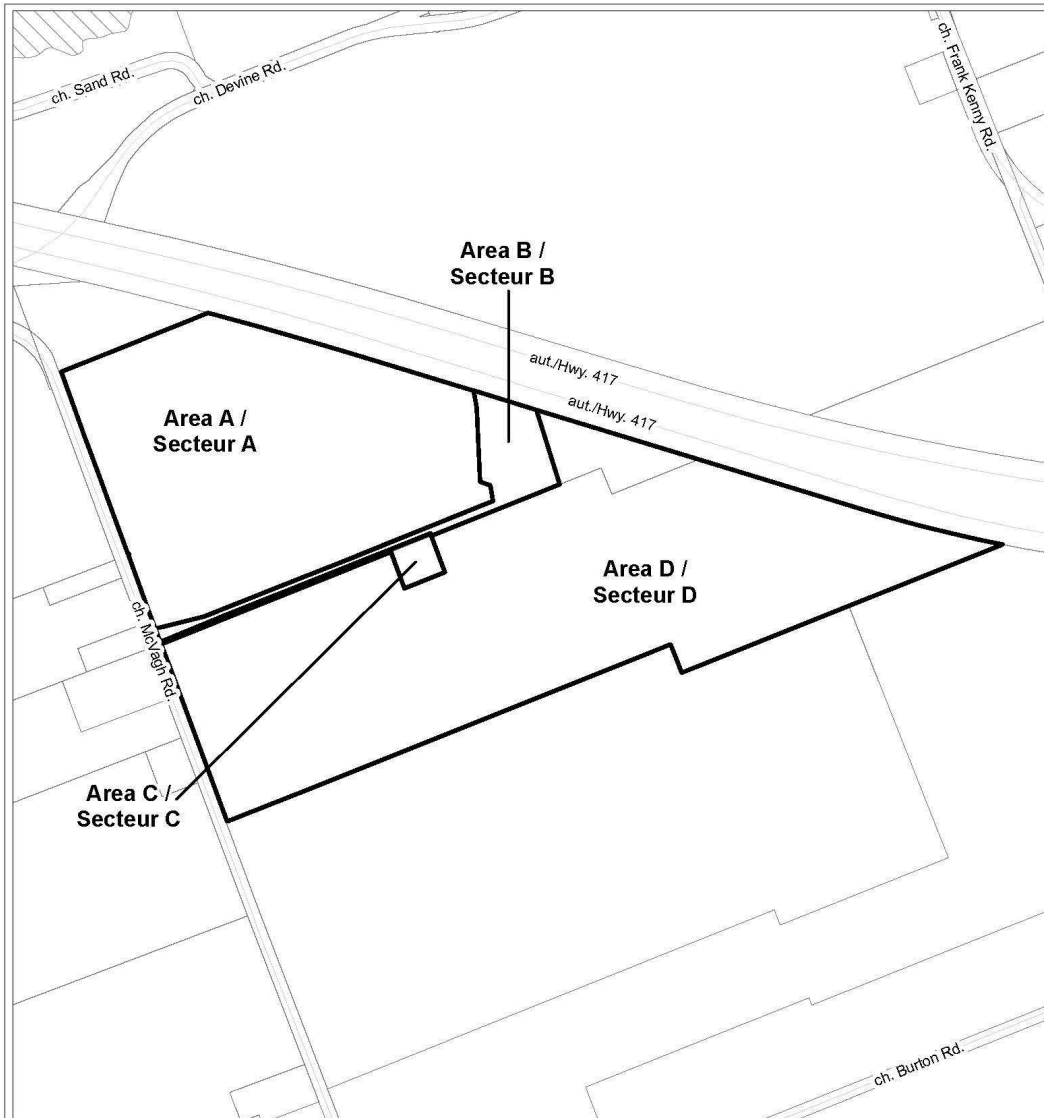 ch. Sand Rd.
ch. Devine Rd.
ch. Frank Kenny Rd.
Area B /
Secteur B
aut./Hwy. 417
aut./Hwy. 417
Area A /
Secteur A
Area D /
Secteur D
ch. McVagh Rd.
Area C /
Secteur C
ch. Burton Rd.